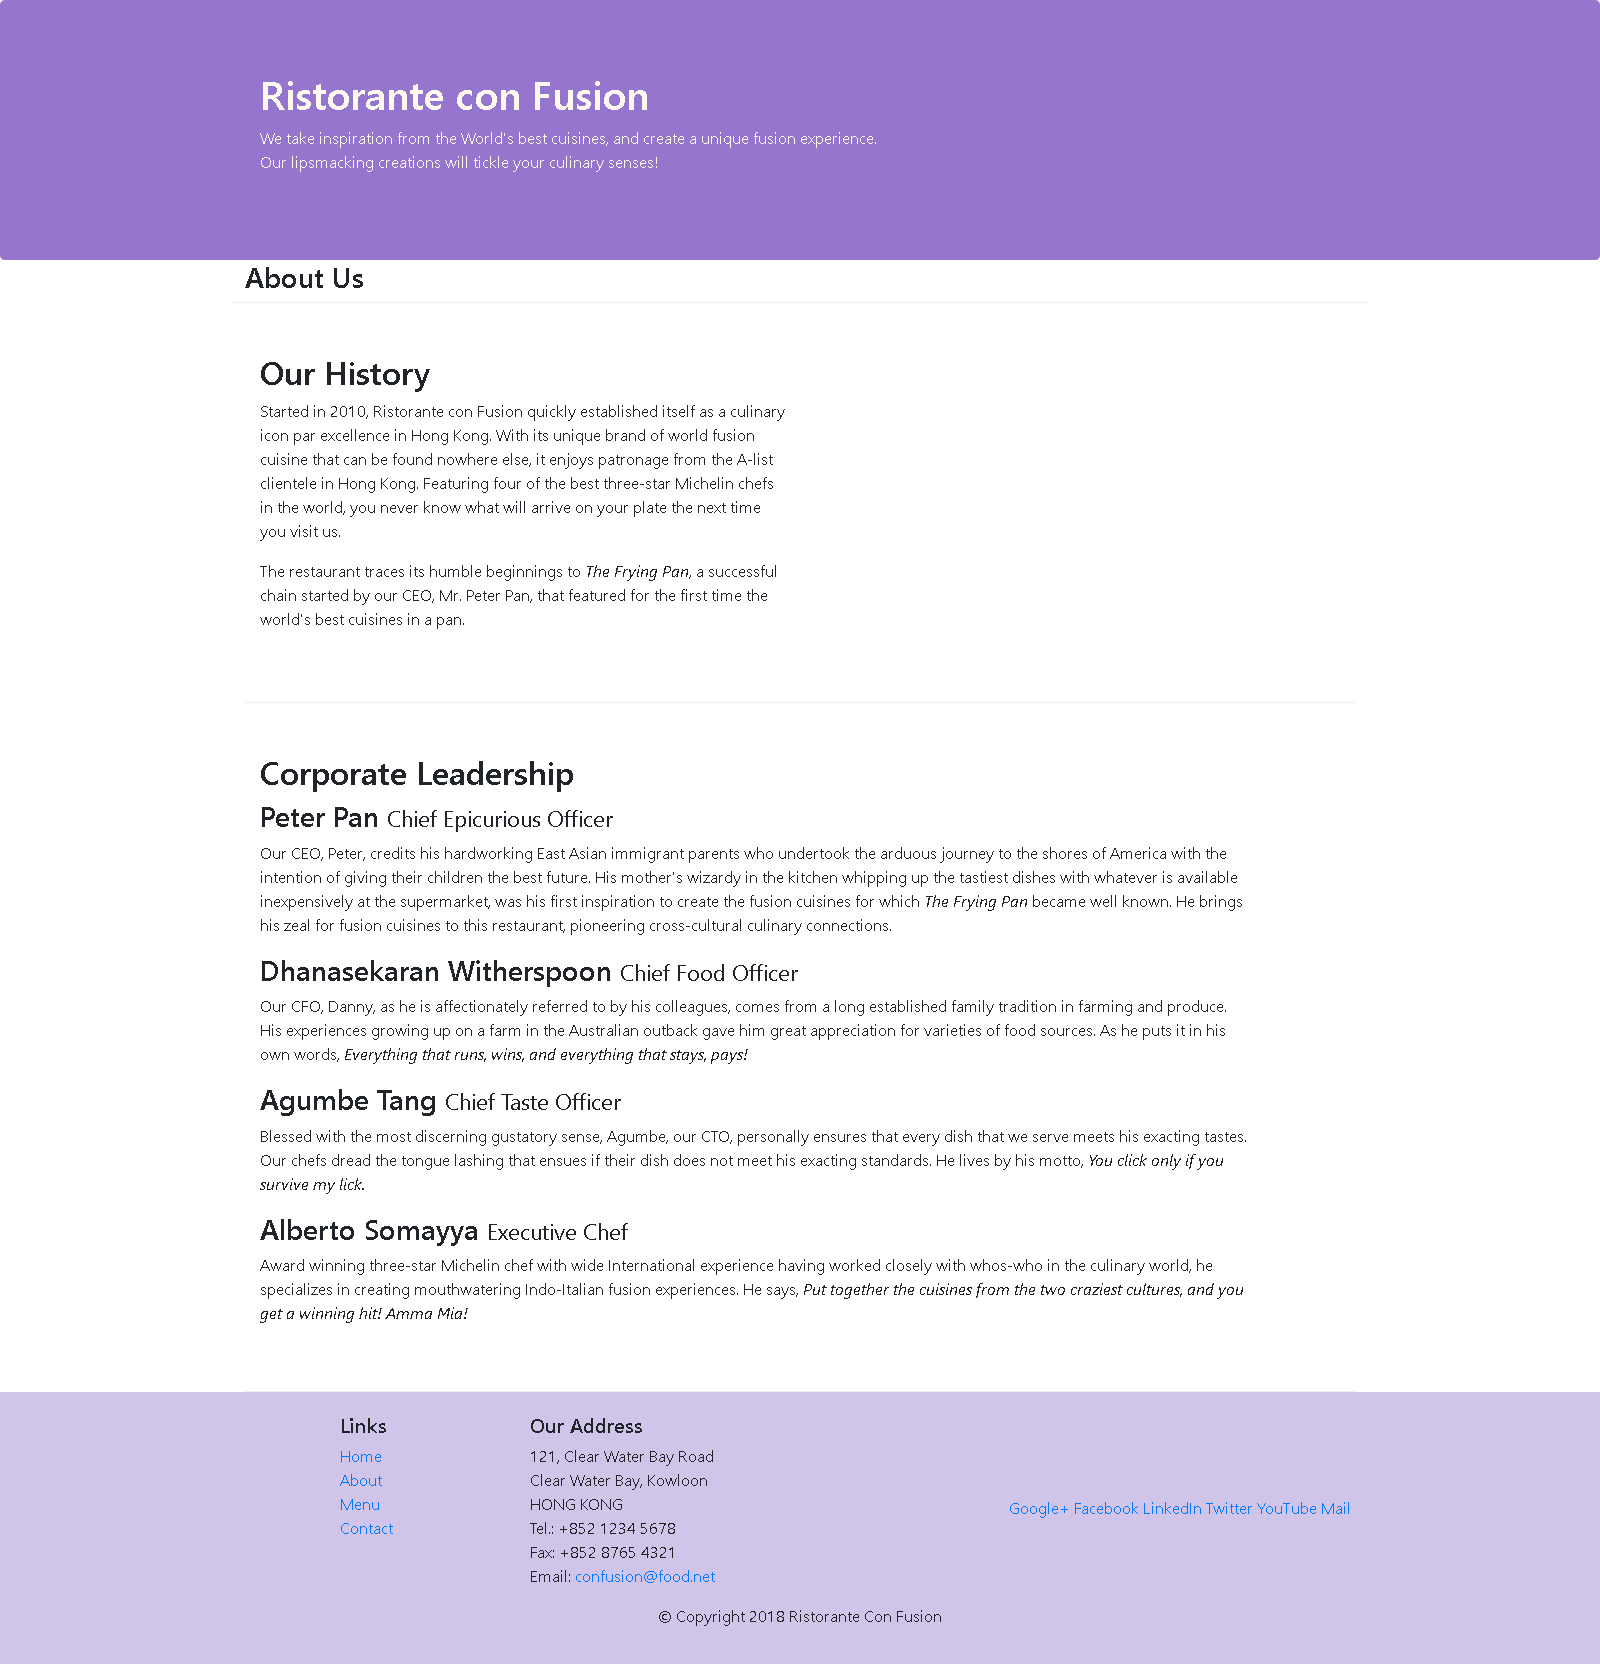 Ristorante con Fusion
We take inspiration from the World's best cuisines, and create a unique fusion experience.
Our lipsmacking creations will tickle your culinary senses!
About Us
Our History
Started in 2010, Ristorante con Fusion quickly established itself as a culinary
icon par excellence in Hong Kong. With its unique brand of world fusion
cuisine that can be found nowhere else, it enjoys patronage from the A-list
clientele in Hong Kong. Featuring four of the best three-star Michelin chefs
in the world, you never know what will arrive on your plate the next time
you visit us.
The restaurant traces its humble beginnings to The Frying Pan, a successful
chain started by our CEO, Mr. Peter Pan, that featured for the first time the
world's best cuisines in a pan.
Corporate Leadership
Peter Pan Chief Epicurious Officer
Our CEO, Peter, credits his hardworking East Asian immigrant parents who undertook the arduous journey to the shores of America with the
intention of giving their children the best future. His mother's wizardy in the kitchen whipping up the tastiest dishes with whatever is available
inexpensively at the supermarket, was his first inspiration to create the fusion cuisines for which The Frying Pan became well known. He brings
his zeal for fusion cuisines to this restaurant, pioneering cross-cultural culinary connections.
Dhanasekaran Witherspoon Chief Food Officer
Our CFO, Danny, as he is affectionately referred to by his colleagues, comes from a long established family tradition in farming and produce.
His experiences growing up on a farm in the Australian outback gave him great appreciation for varieties of food sources. As he puts it in his
own words, Everything that runs, wins, and everything that stays, pays!
Agumbe Tang Chief Taste Officer
Blessed with the most discerning gustatory sense, Agumbe, our CTO, personally ensures that every dish that we serve meets his exacting tastes.
Our chefs dread the tongue lashing that ensues if their dish does not meet his exacting standards. He lives by his motto, You click only if you
survive my lick.
Alberto Somayya Executive Chef
Award winning three-star Michelin chef with wide International experience having worked closely with whos-who in the culinary world, he
specializes in creating mouthwatering Indo-Italian fusion experiences. He says, Put together the cuisines from the two craziest cultures, and you
get a winning hit! Amma Mia!
Links
Home
About
Menu
Contact
Our Address
121, Clear Water Bay Road
Clear Water Bay, Kowloon
HONG KONG
Tel.: +852 1234 5678
Fax: +852 8765 4321
Email: confusion@food.net
Google+ Facebook LinkedIn Twitter YouTube Mail
© Copyright 2018 Ristorante Con Fusion